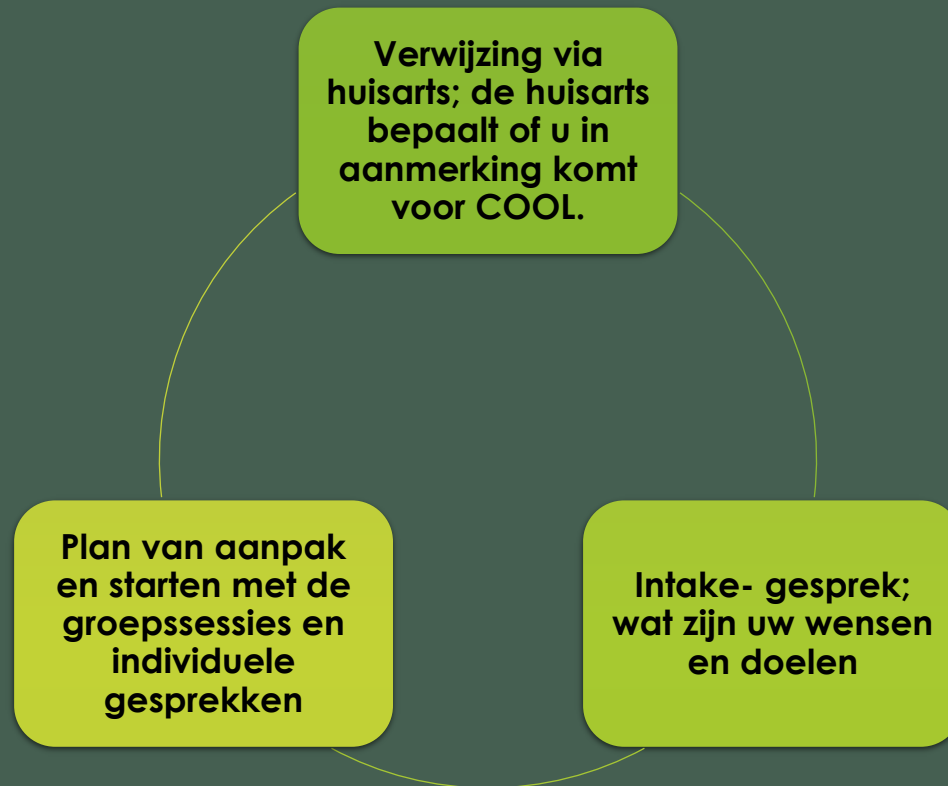 Verwijzing via
huisarts; de huisarts
bepaalt of u in
aanmerking komt
voor COOL.
Intake- gesprek;
wat zijn uw wensen
en doelen
Plan van aanpak
en starten met de
groepssessies en
individuele
gesprekken